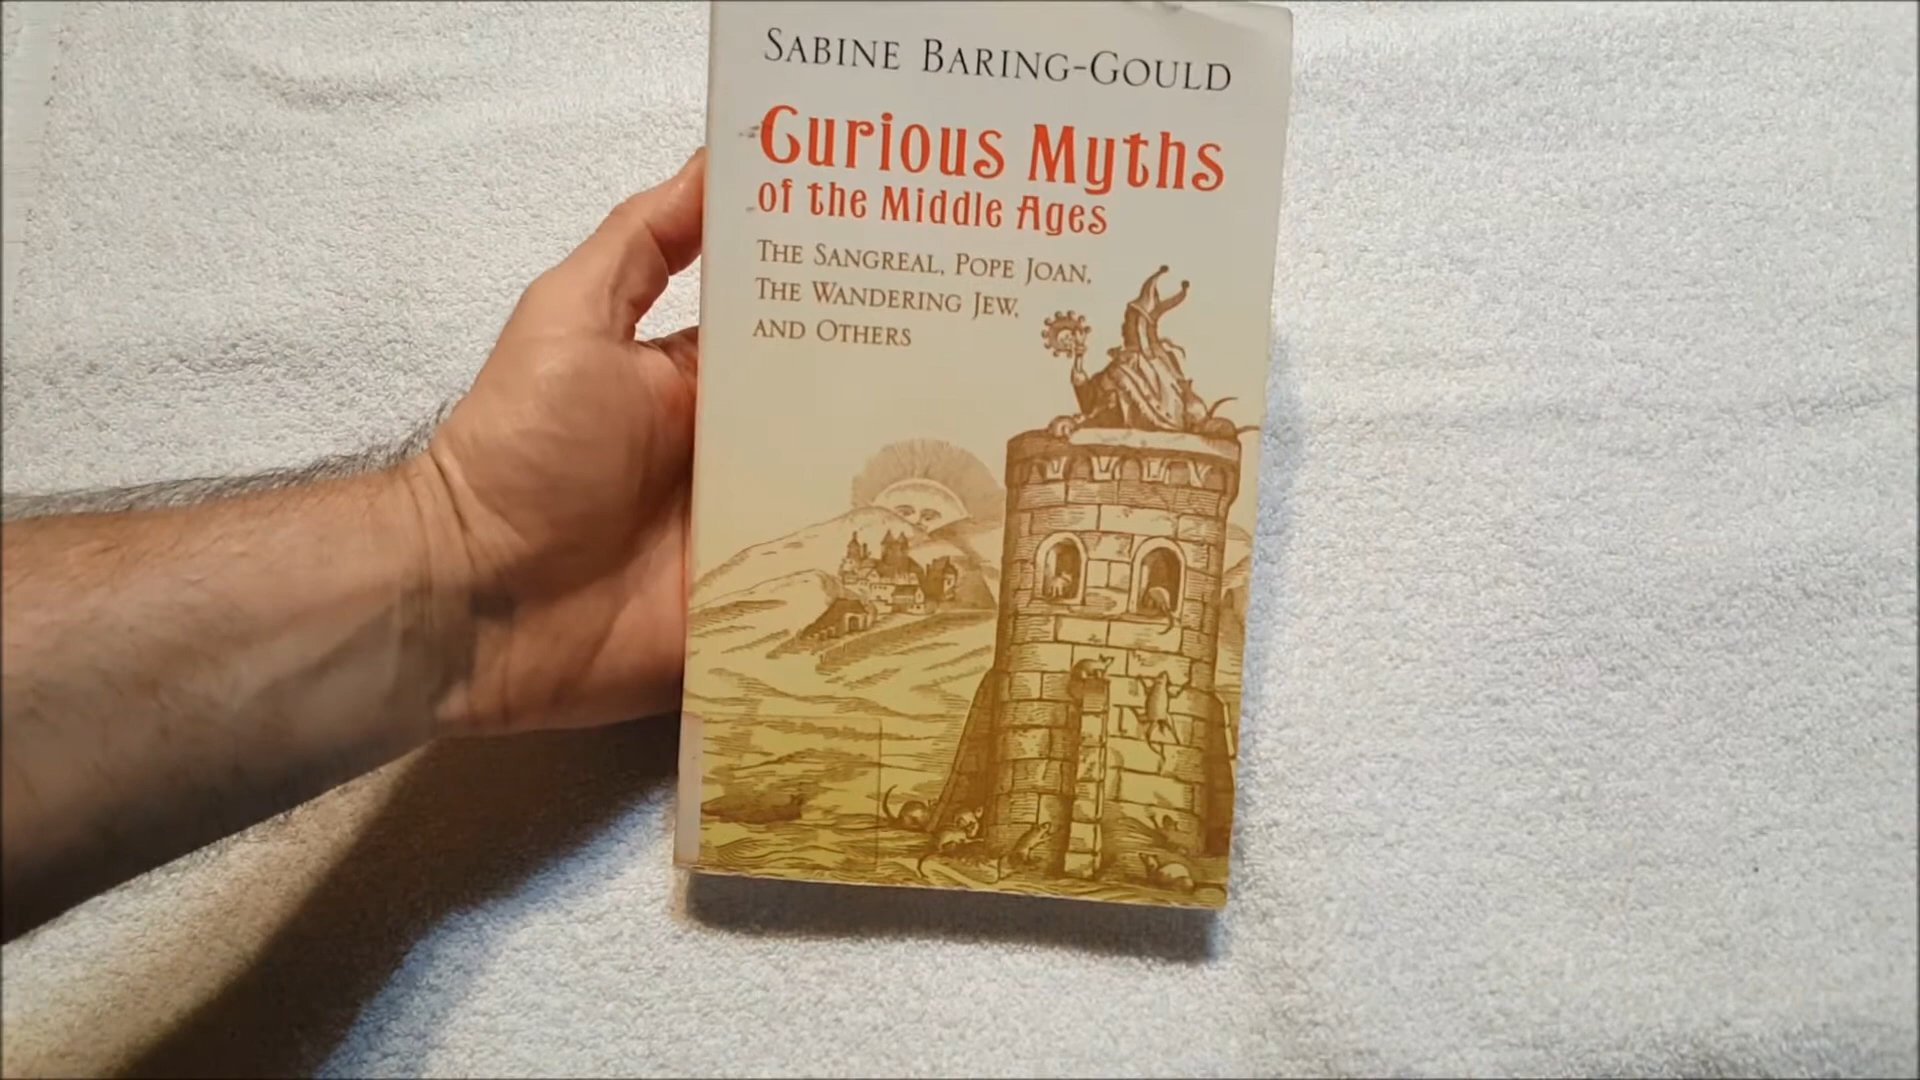 SABINE BARING-GOULD
Curious Myths
of the Middle Ages
THE SANGREAL, POPE JOAN,
THE WANDERING JEW,
AND OTHERS